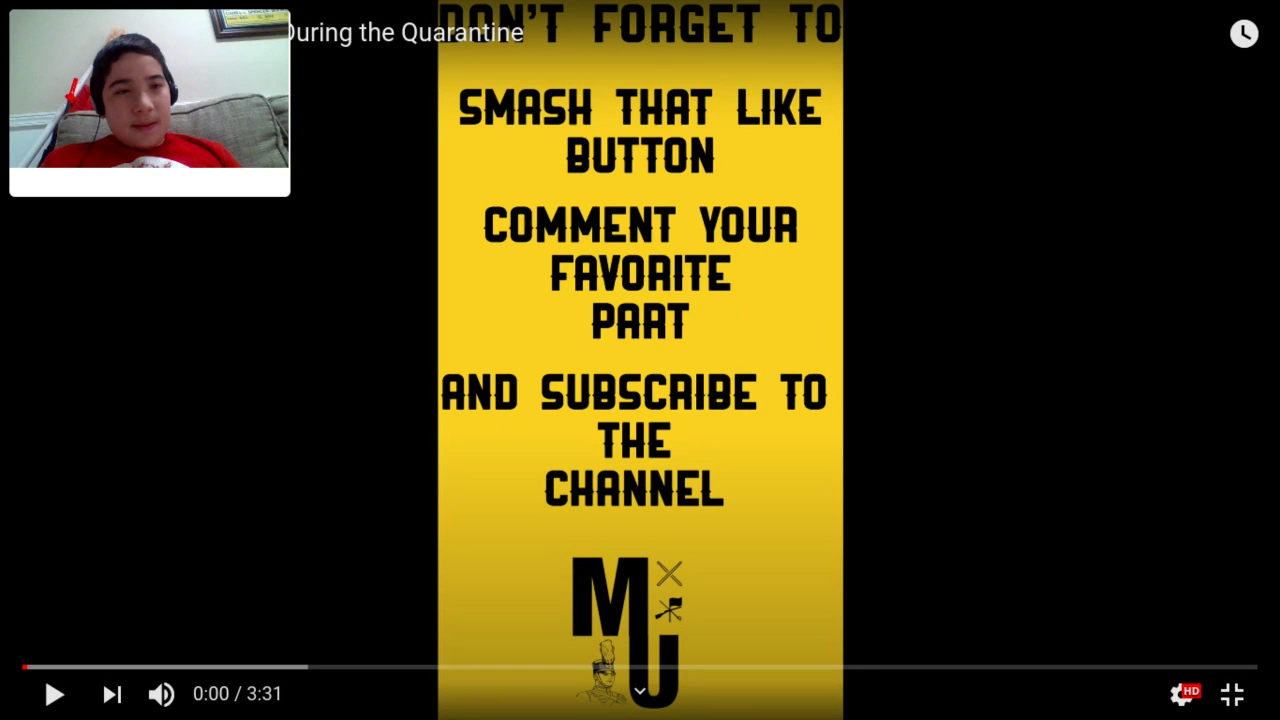 During the Quarantine
DON'T FORGET TO
SMASH THAT LIKE
BUTTON
COMMENT YOUR
FAVORITE
PART
AND SUBSCRIBE TO
THE
CHANNEL
MU
0:00 / 3:31
HD